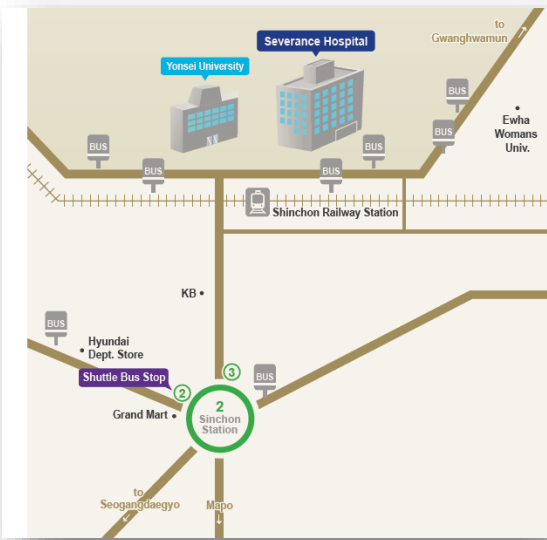 to
Gwanghwamun
Severance Hospital
Yonsei University
BUS
Ewha
Womans
Univ.
BUS
BUS
BUS
BUS
BUS
Shinchon Railway Station
KB
BUS
Hyundai
Dept. Store
Shuttle Bus Stop
3
BUS
2
Grand Mart
2
Sinchon
Station
to
Seogangdaegyo
Mapo